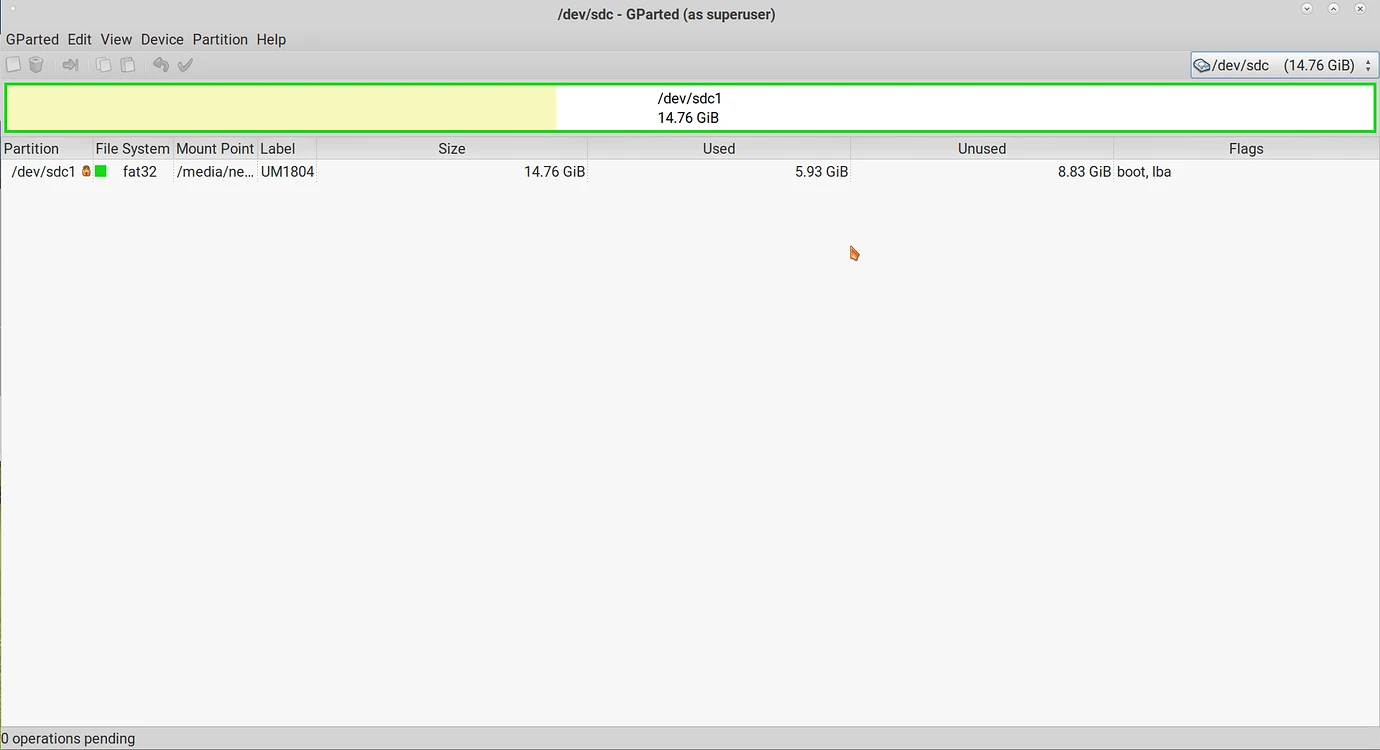 /dev/sdc - GParted (as superuser)
GParted Edit View Device Partition Help
/dev/sdc (14.76 GiB)
/dev/sdc1
14.76 GiB
Partition File System Mount Point Label Size Used Unused Flags
/dev/sdc1 fat32 /media/ne... UM1804 14.76 GiB 5.93 GiB 8.83 GiB boot, lba
0 operations pending